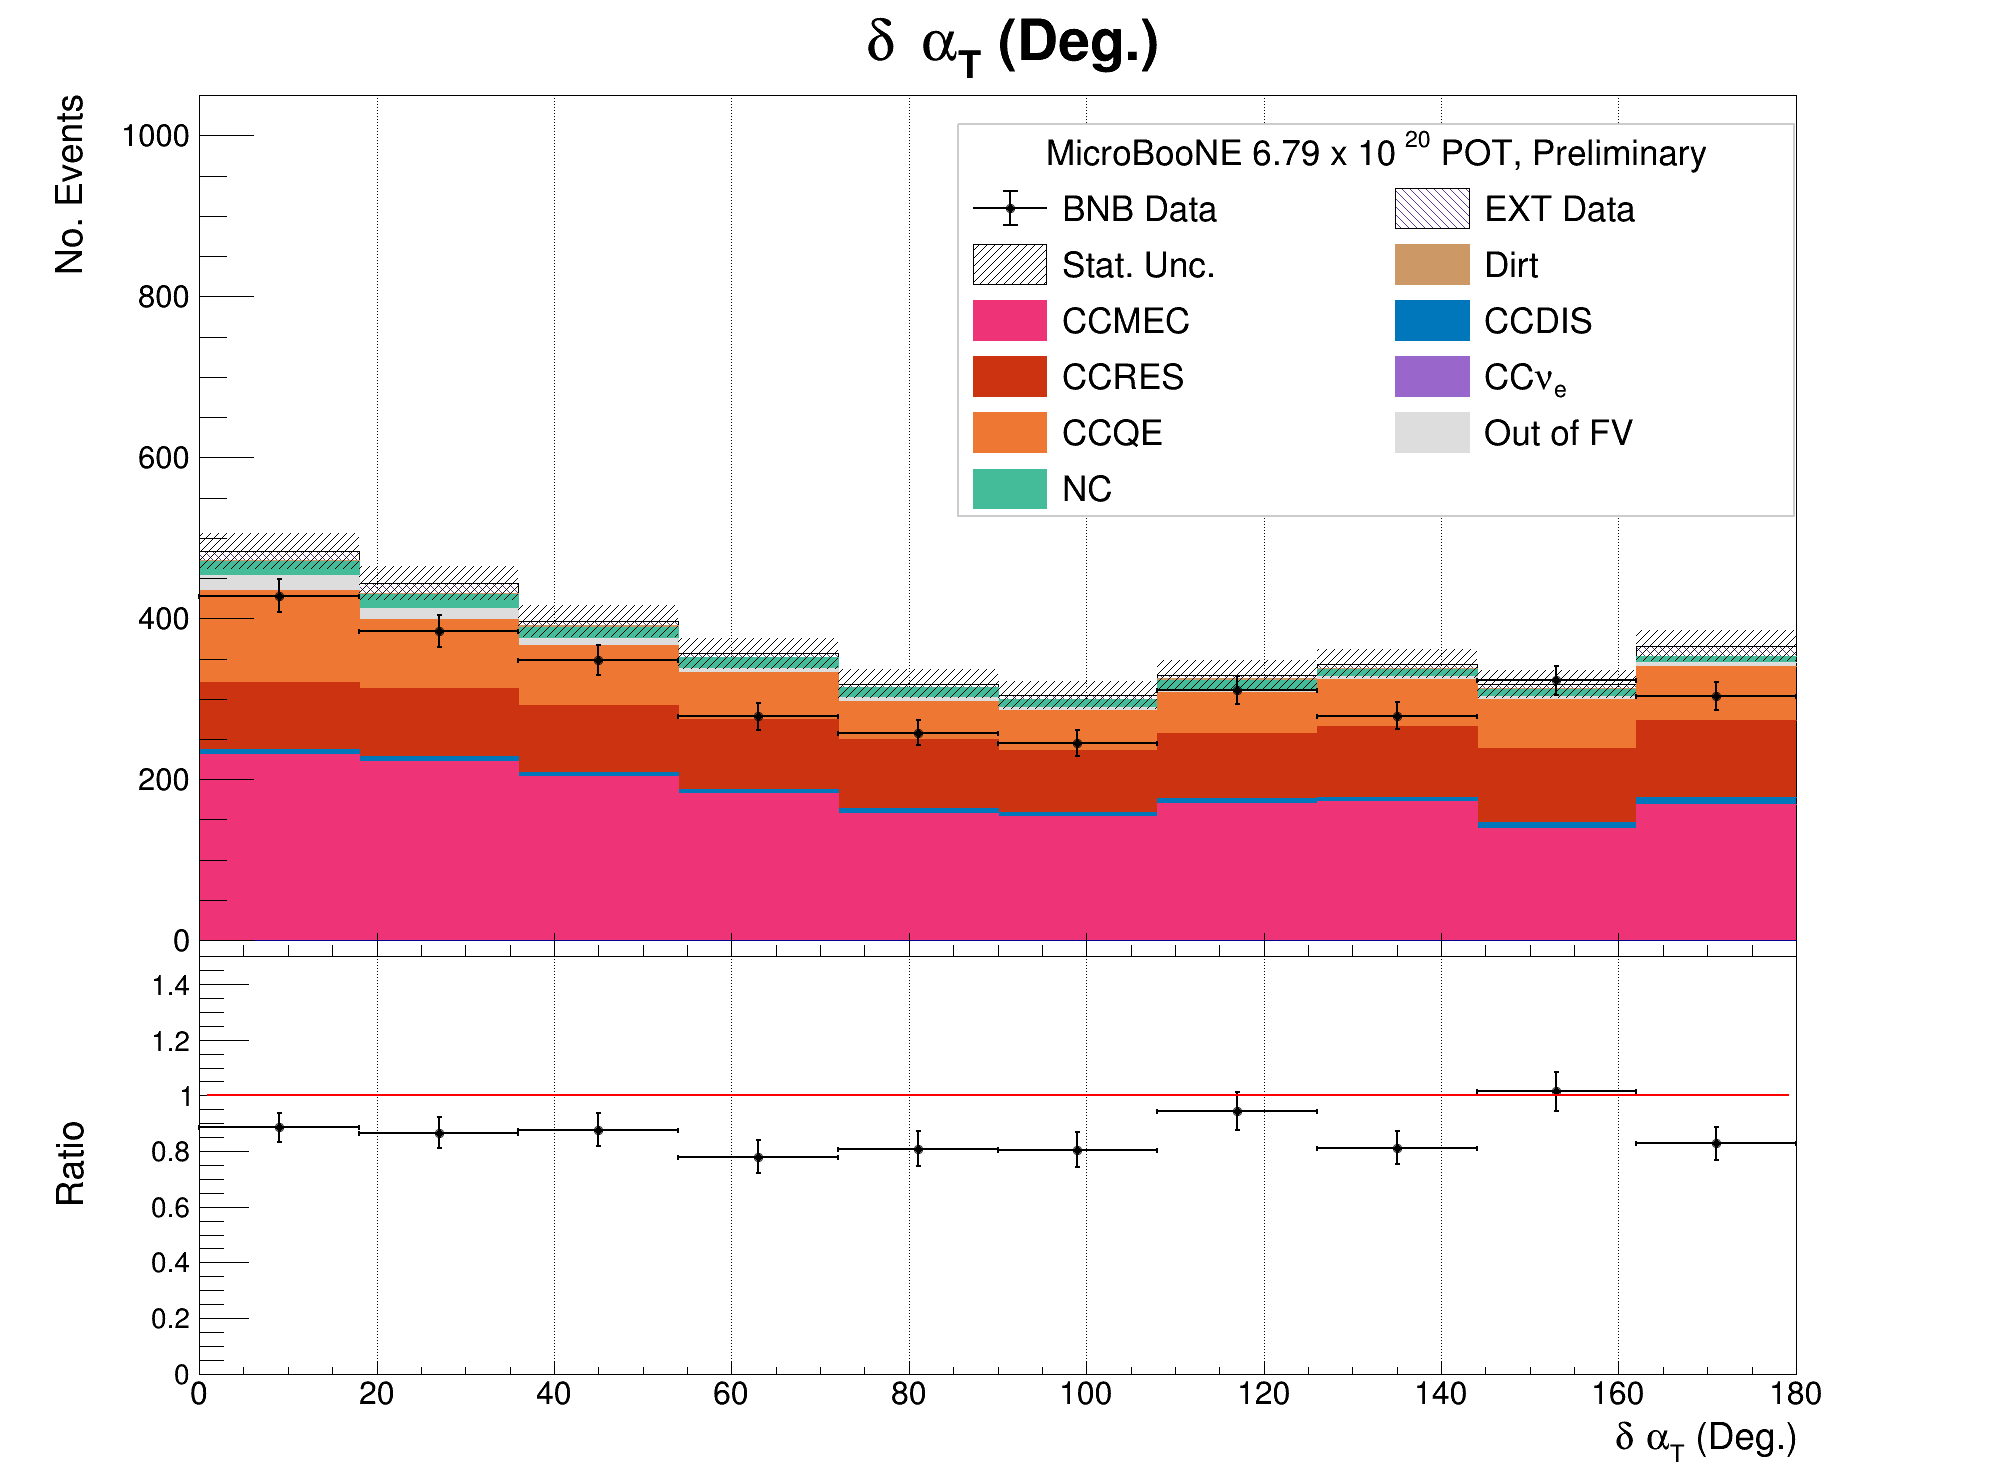 δ α_T (Deg.)
No. Events
1000
800
600
400
200
0
MicroBooNE 6.79 x 10^20 POT, Preliminary
BNB Data
EXT Data
Stat. Unc.
Dirt
CCMEC
CCDIS
CCRES
CCν_e
CCQE
Out of FV
NC
Ratio
1.4
1.2
1
0.8
0.6
0.4
0.2
0
0 20 40 60 80 100 120 140 160 180
δ α_T (Deg.)